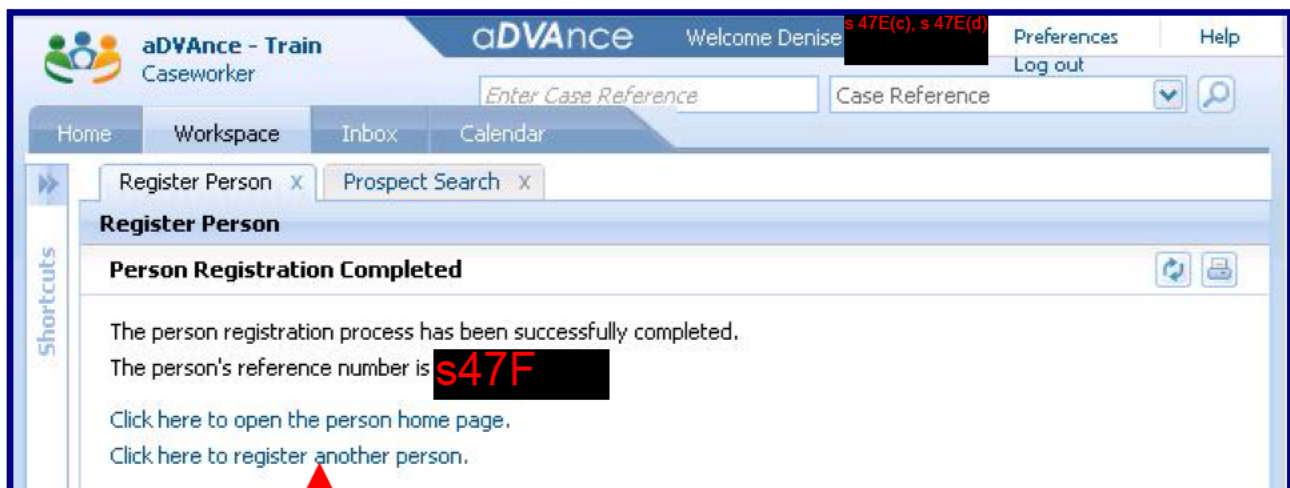 aDVAnce - Train
Caseworker
aDVAnce
Welcome Denise s 47E(c), s 47E(d)
Preferences
Help
Log out
Enter Case Reference
Case Reference
Home Workspace Inbox Calendar
Register Person x Prospect Search x
Register Person
Shortcuts
Person Registration Completed
The person registration process has been successfully completed.
The person's reference number is s47F
Click here to open the person home page.
Click here to register another person.